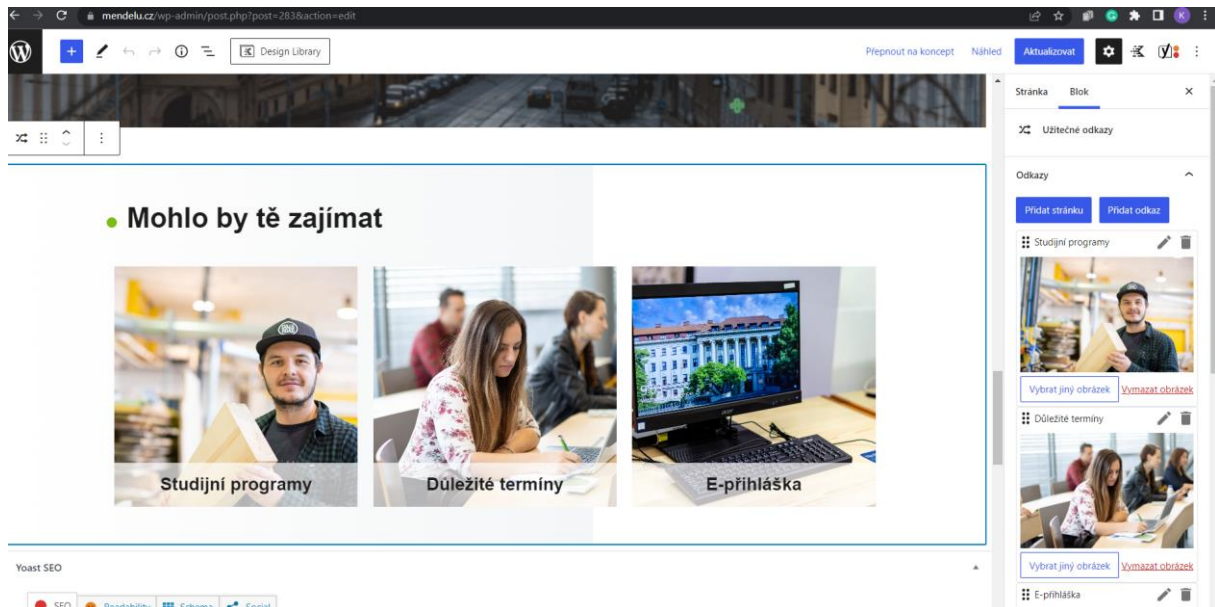 mendelu.cz/wp-admin/post.php?post=283&action=edit
K
Design Library
Přepnout na koncept
Náhled
Aktualizovat
Stránka
Blok
Užitečné odkazy
Odkazy
Přidat stránku
Přidat odkaz
Mohlo by tě zajímat
Studijní programy
Důležité termíny
E-přihláška
Studijní programy
Vybrat jiný obrázek
Vymazat obrázek
Důležité termíny
Vybrat jiný obrázek
Vymazat obrázek
E-přihláška
Yoast SEO
SEO
Readability
Schema
Social